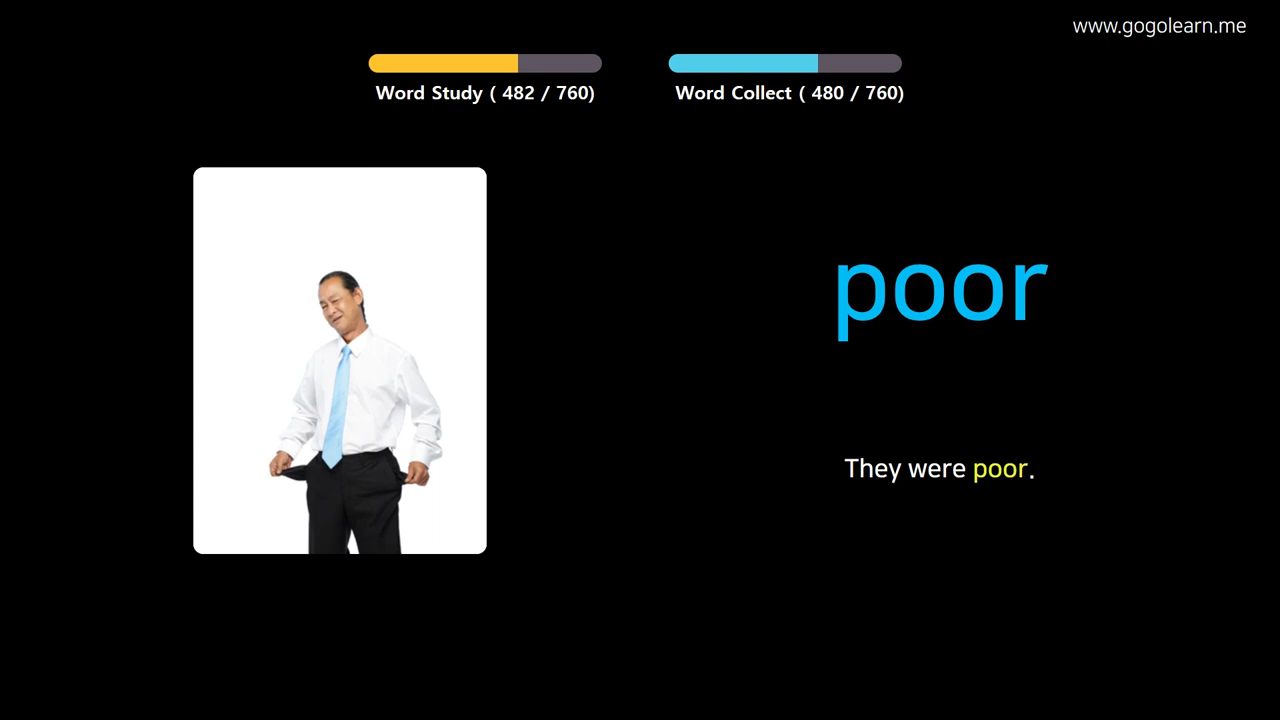 www.gogolearn.me
Word Study ( 482 / 760)
Word Collect ( 480 / 760)
poor
They were poor.